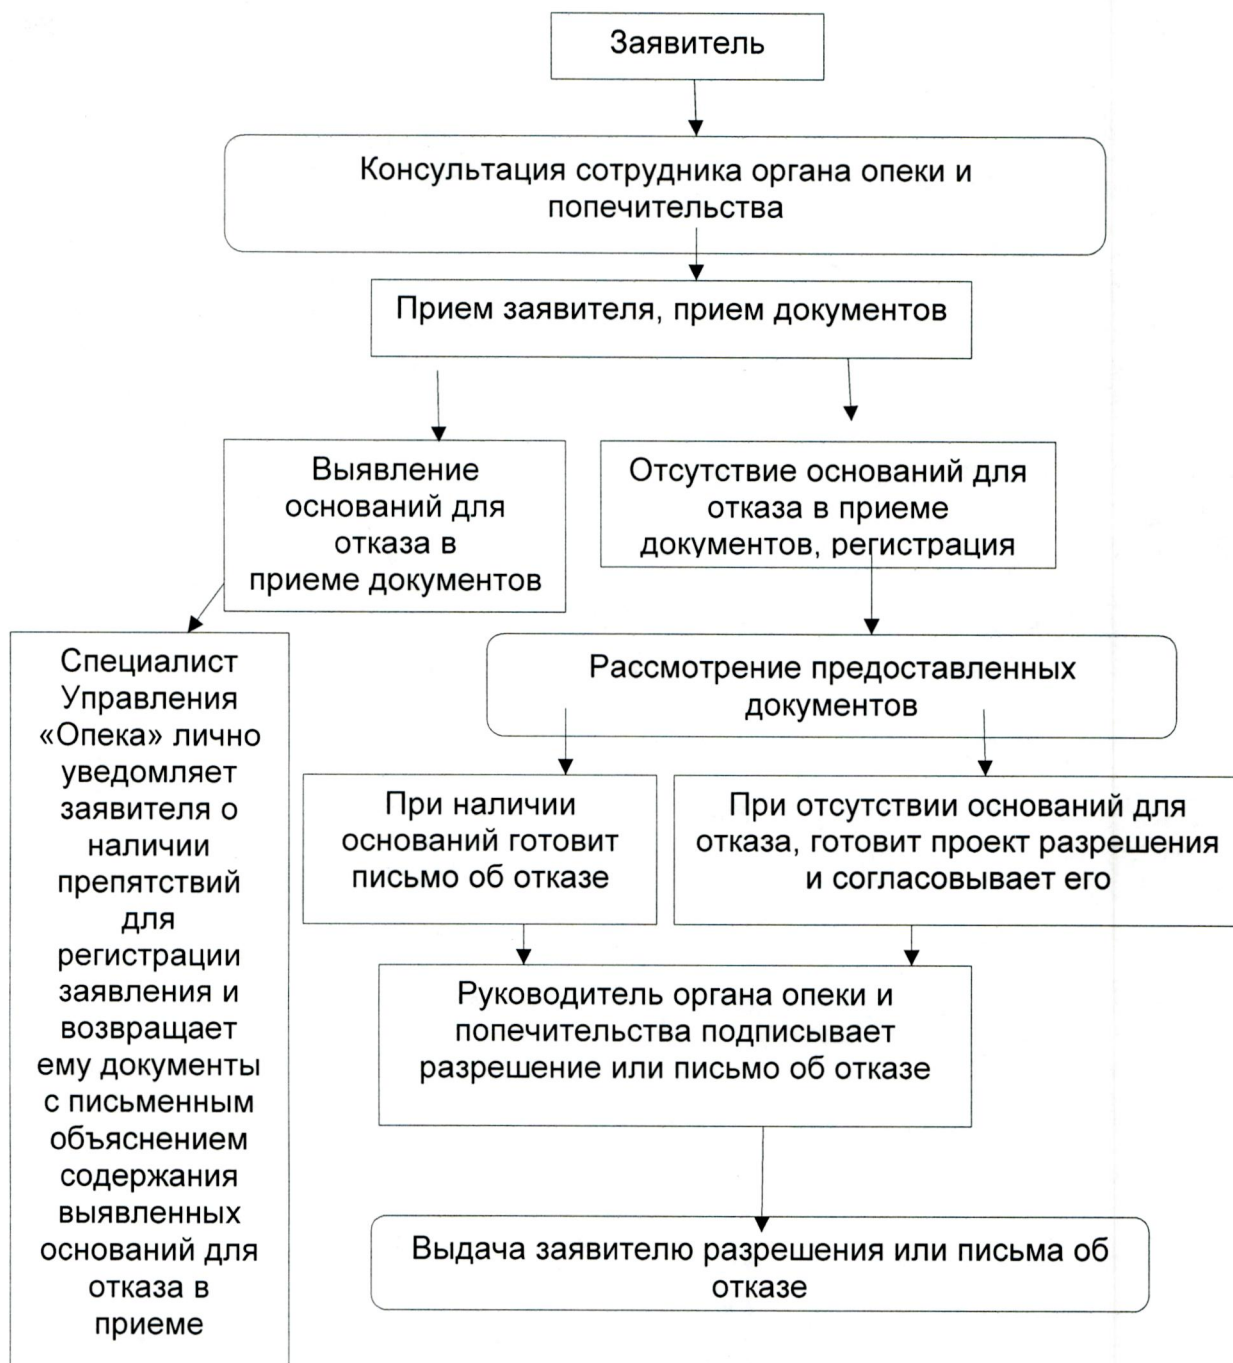 Заявитель
Консультация сотрудника органа опеки и
попечительства
Прием заявителя, прием документов
Выявление
оснований для
отказа в
приеме документов
Отсутствие оснований для
отказа в приеме
документов, регистрация
Специалист
Управления
«Опека» лично
уведомляет
заявителя о
наличии
препятствий
для
регистрации
заявления и
возвращает
ему документы
с письменным
объяснением
содержания
выявленных
оснований для
отказа в
приеме
Рассмотрение предоставленных
документов
При наличии
оснований готовит
письмо об отказе
При отсутствии оснований для
отказа, готовит проект разрешения
и согласовывает его
Руководитель органа опеки и
попечительства подписывает
разрешение или письмо об отказе
Выдача заявителю разрешения или письма об
отказе